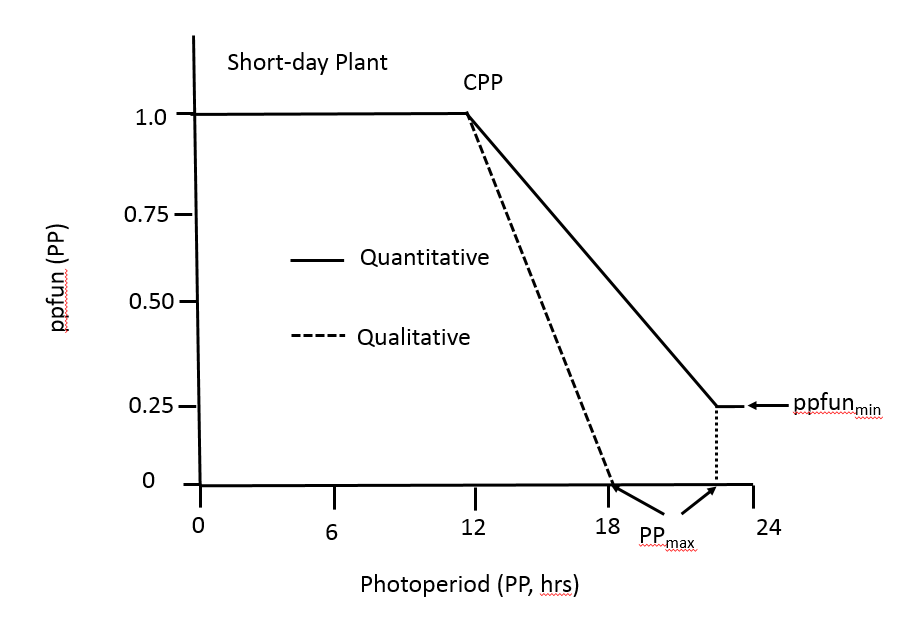 Short-day Plant
CPP
1.0
0.75
0.50
0.25
0
ppfun (PP)
Quantitative
Qualitative
ppfunmin
0
6
12
18
24
PPmax
Photoperiod (PP, hrs)